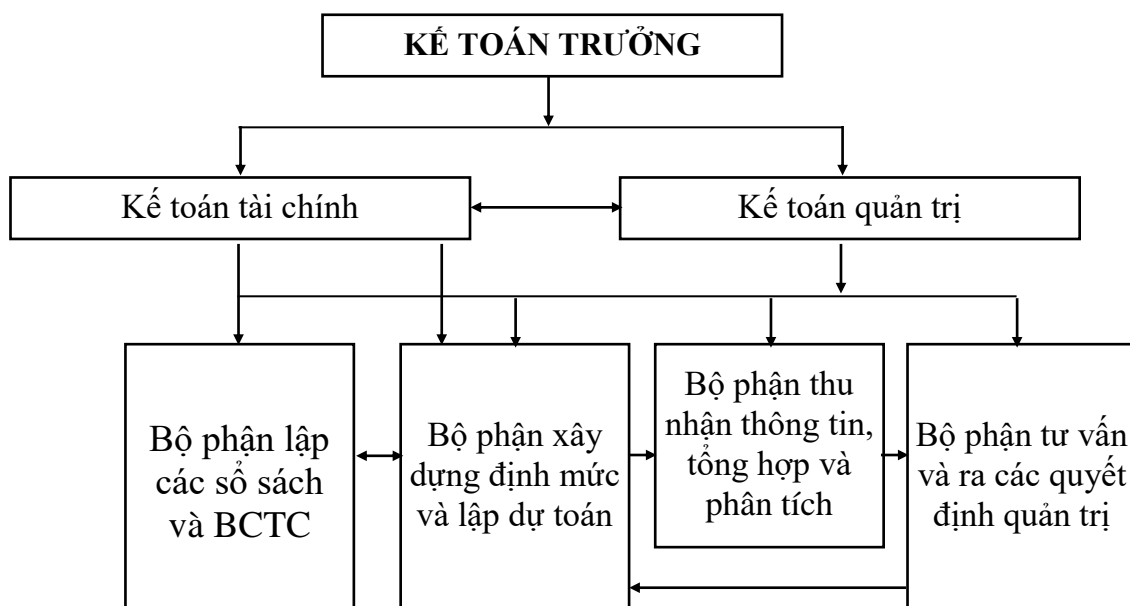 KẾ TOÁN TRƯỞNG
Kế toán tài chính
Kế toán quản trị
Bộ phận lập
các sổ sách
và BCTC
Bộ phận xây
dựng định mức
và lập dự toán
Bộ phận thu
nhận thông tin,
tổng hợp và
phân tích
Bộ phận tư vấn
và ra các quyết
định quản trị